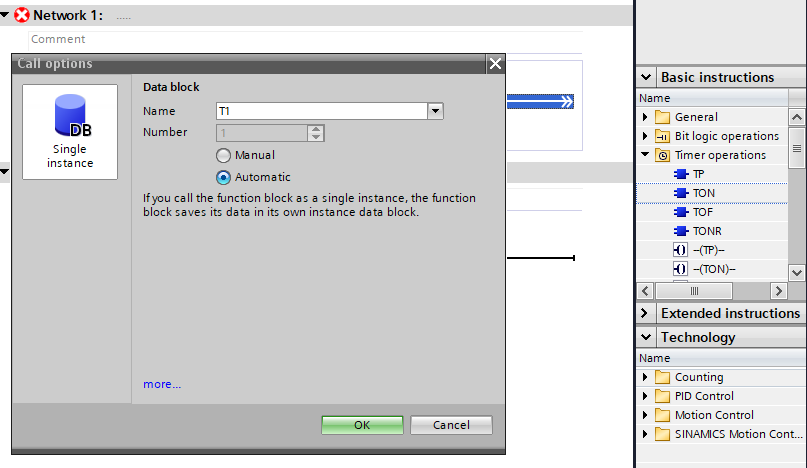 Network 1: .....
Comment
Call options
DB
Single
instance
Data block
Name T1
Number 1
Manual
Automatic
If you call the function block as a single instance, the function
block saves its data in its own instance data block.
more...
OK Cancel
Basic instructions
Name
General
Bit logic operations
Timer operations
TP
TON
TOF
TONR
–(TP)–
–(TON)–
Extended instructions
Technology
Name
Counting
PID Control
Motion Control
SINAMICS Motion Cont...